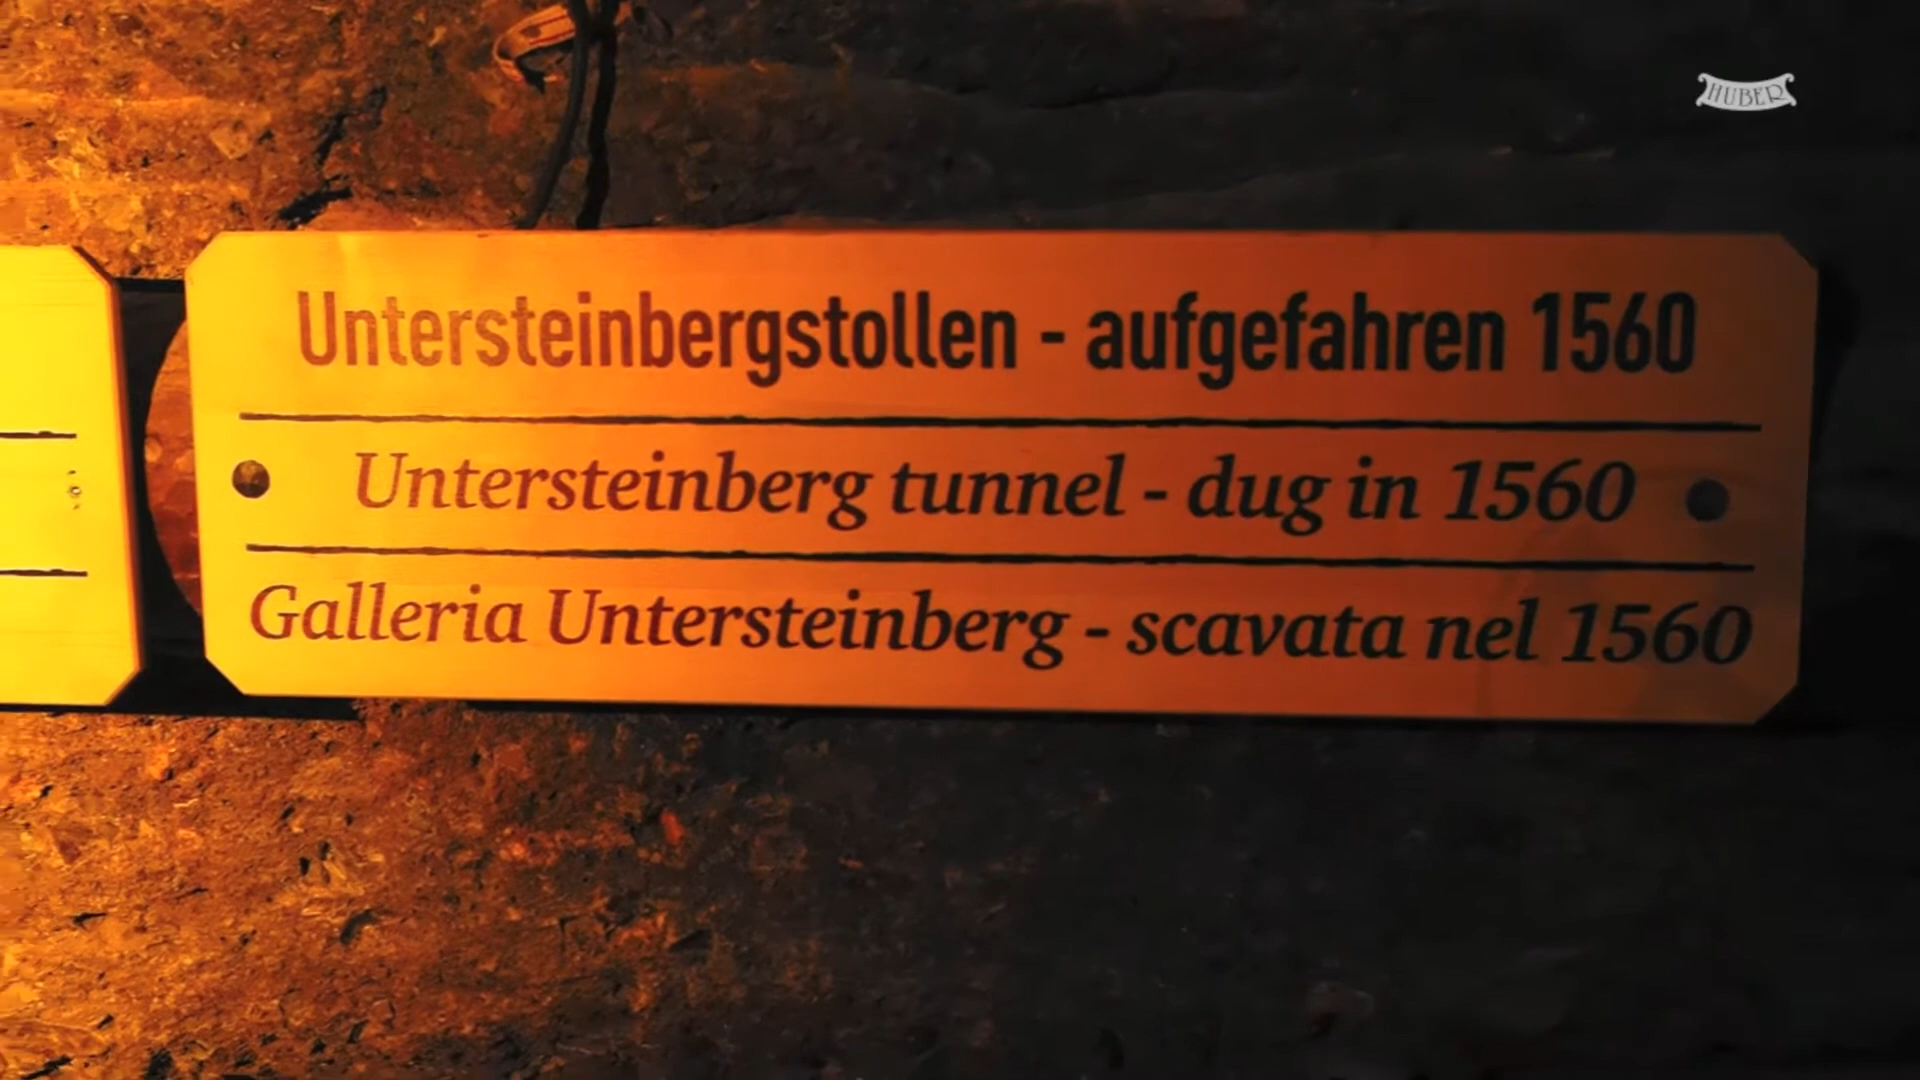 HUBER
Untersteinbergstollen - aufgefahren 1560
Untersteinberg tunnel - dug in 1560
Galleria Untersteinberg - scavata nel 1560